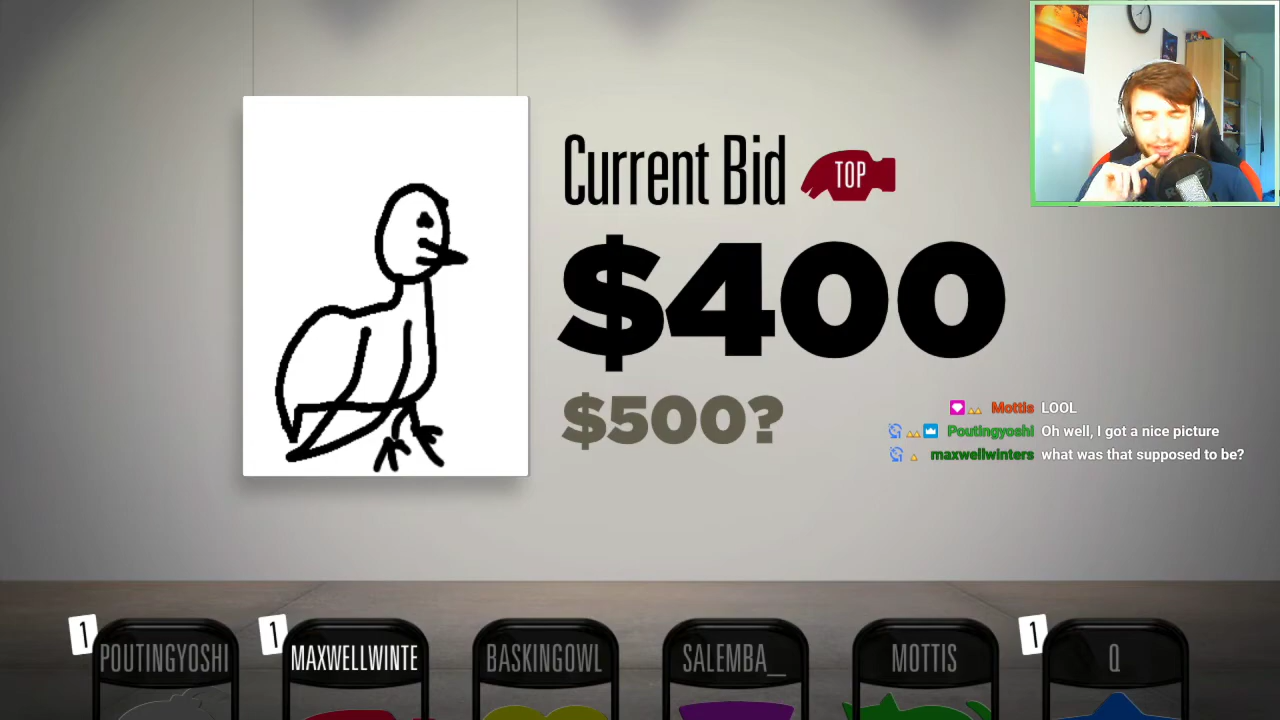 Current Bid TOP
$400
$500?
Mottis LOOL
Poutingyoshi Oh well, I got a nice picture
maxwellwinters what was that supposed to be?
1 POUTINGYOSHI
1 MAXWELLWINTE
BASKINGOWL
SALEMBA_
MOTTIS
1 Q